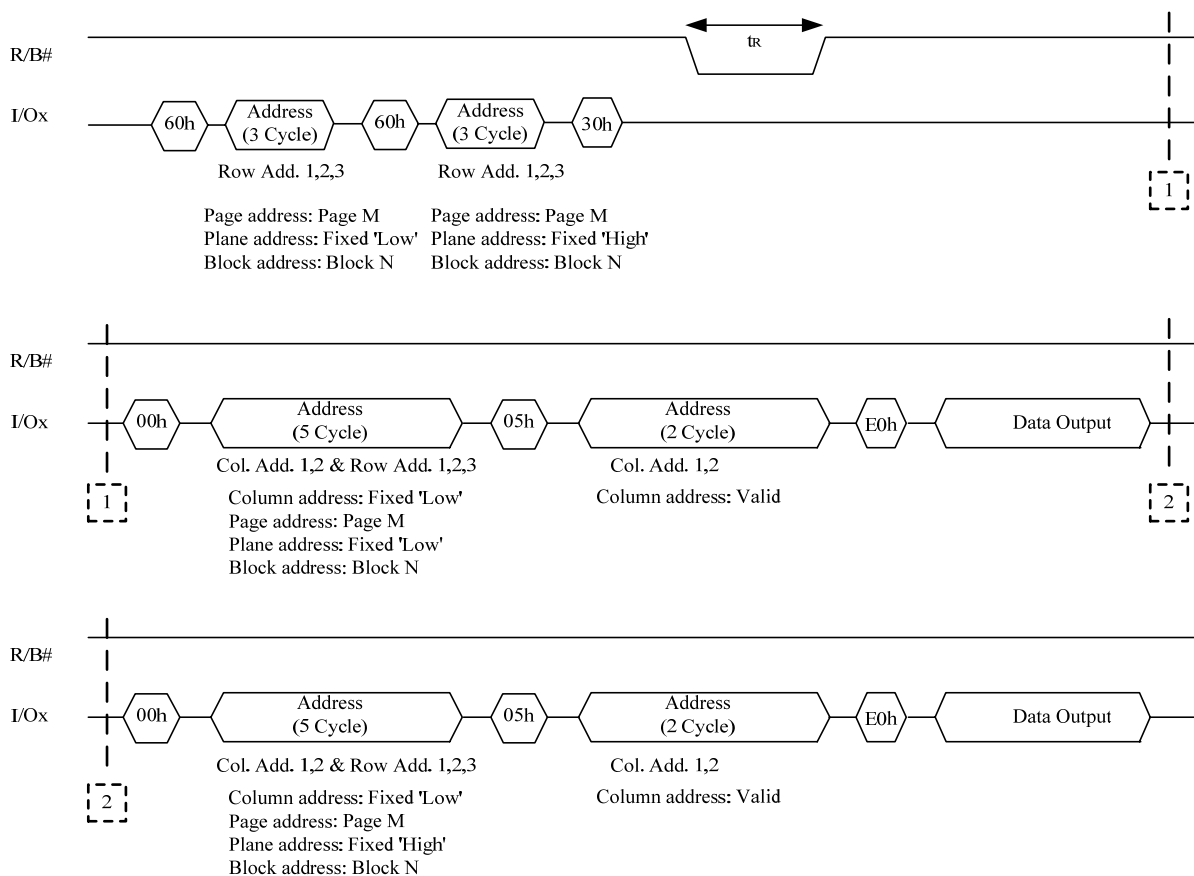 tR
R/B#
I/Ox
60h
Address
(3 Cycle)
60h
Address
(3 Cycle)
30h
Row Add. 1,2,3
Row Add. 1,2,3
Page address: Page M
Plane address: Fixed 'Low'
Block address: Block N
Page address: Page M
Plane address: Fixed 'High'
Block address: Block N
1
R/B#
I/Ox
00h
Address
(5 Cycle)
05h
Address
(2 Cycle)
E0h
Data Output
Col. Add. 1,2 & Row Add. 1,2,3
Col. Add. 1,2
1
Column address: Fixed 'Low'
Page address: Page M
Plane address: Fixed 'Low'
Block address: Block N
Column address: Valid
2
R/B#
I/Ox
00h
Address
(5 Cycle)
05h
Address
(2 Cycle)
E0h
Data Output
Col. Add. 1,2 & Row Add. 1,2,3
Col. Add. 1,2
2
Column address: Fixed 'Low'
Page address: Page M
Plane address: Fixed 'High'
Block address: Block N
Column address: Valid